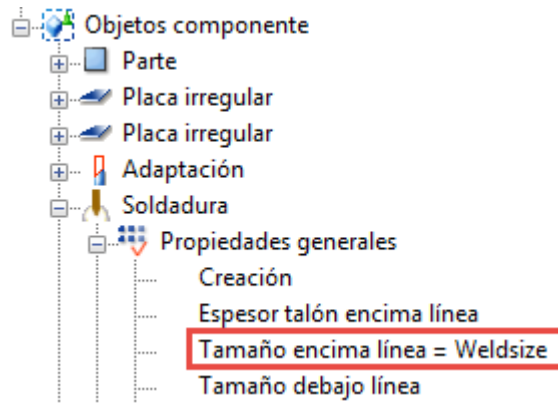 Objetos componente
Parte
Placa irregular
Placa irregular
Adaptación
Soldadura
Propiedades generales
Creación
Espesor talón encima línea
Tamaño encima línea = Weldsize
Tamaño debajo línea